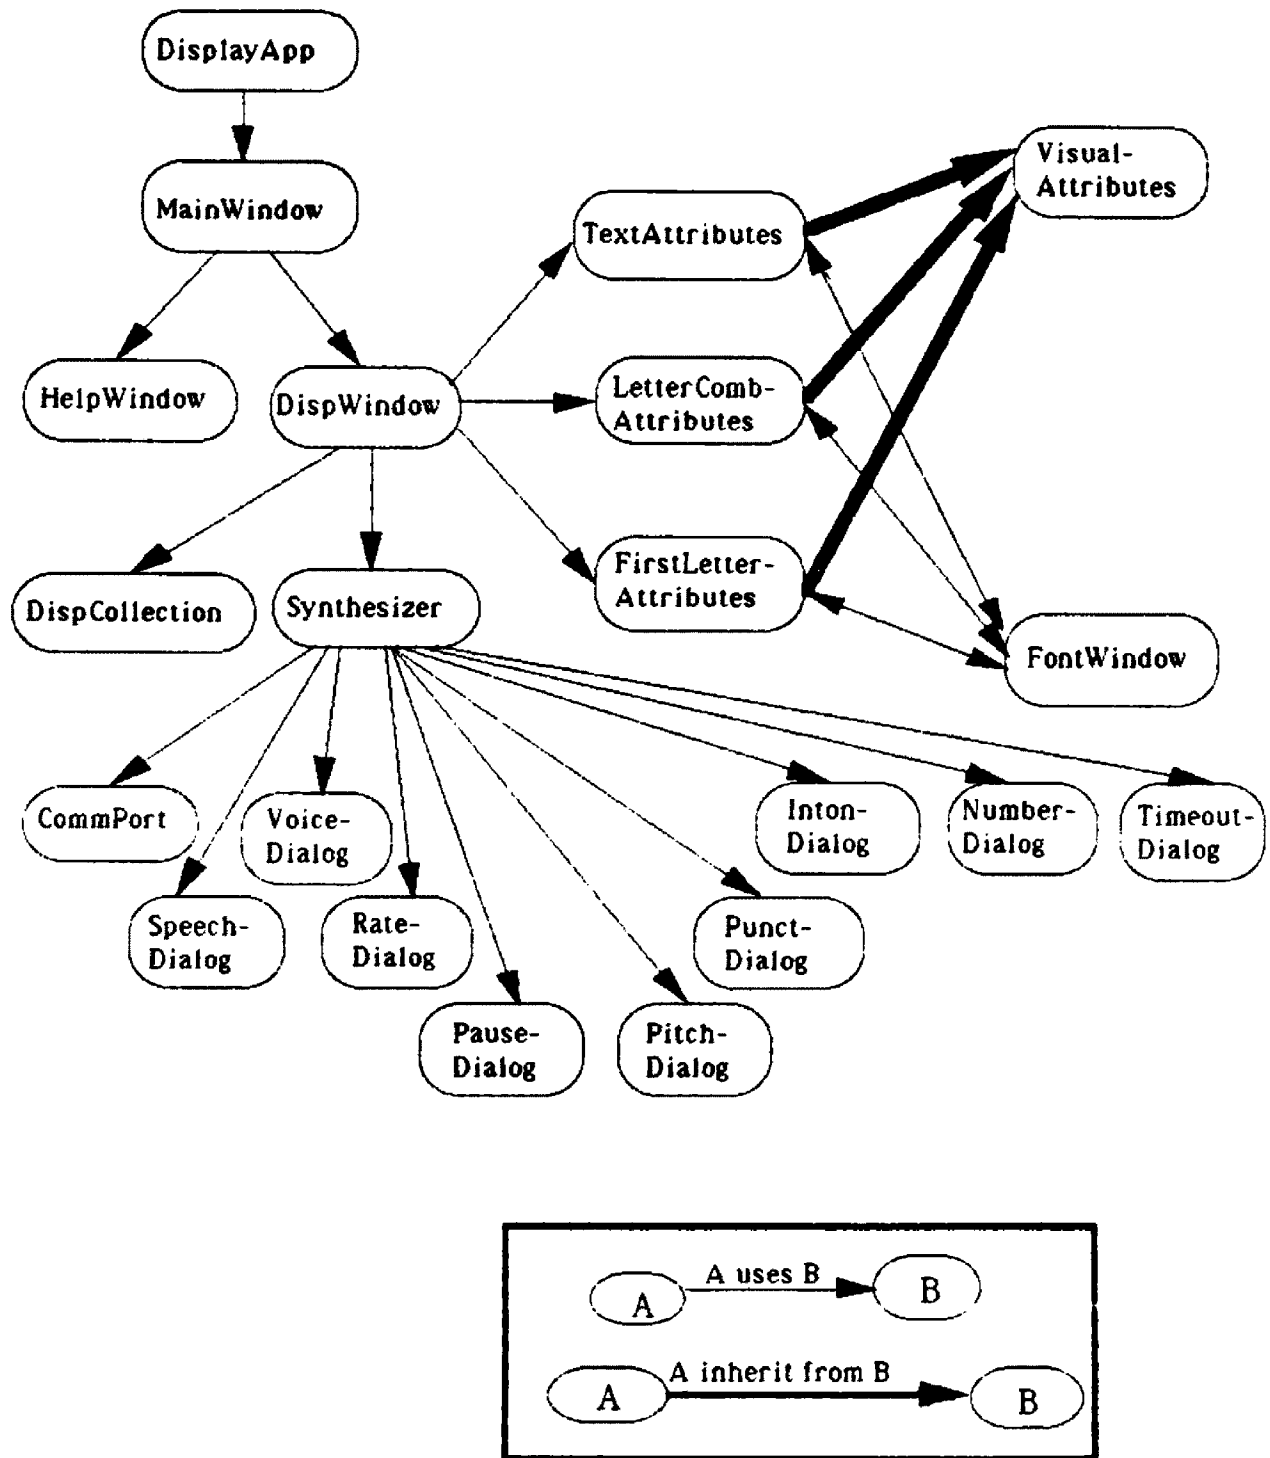 DisplayApp
MainWindow
Visual-
Attributes
TextAttributes
HelpWindow
DispWindow
LetterComb-
Attributes
FirstLetter-
Attributes
DispCollection
Synthesizer
FontWindow
CommPort
Voice-
Dialog
Inton-
Dialog
Number-
Dialog
Timeout-
Dialog
Speech-
Dialog
Rate-
Dialog
Punct-
Dialog
Pause-
Dialog
Pitch-
Dialog
A uses B
A
B
A inherit from B
A
B